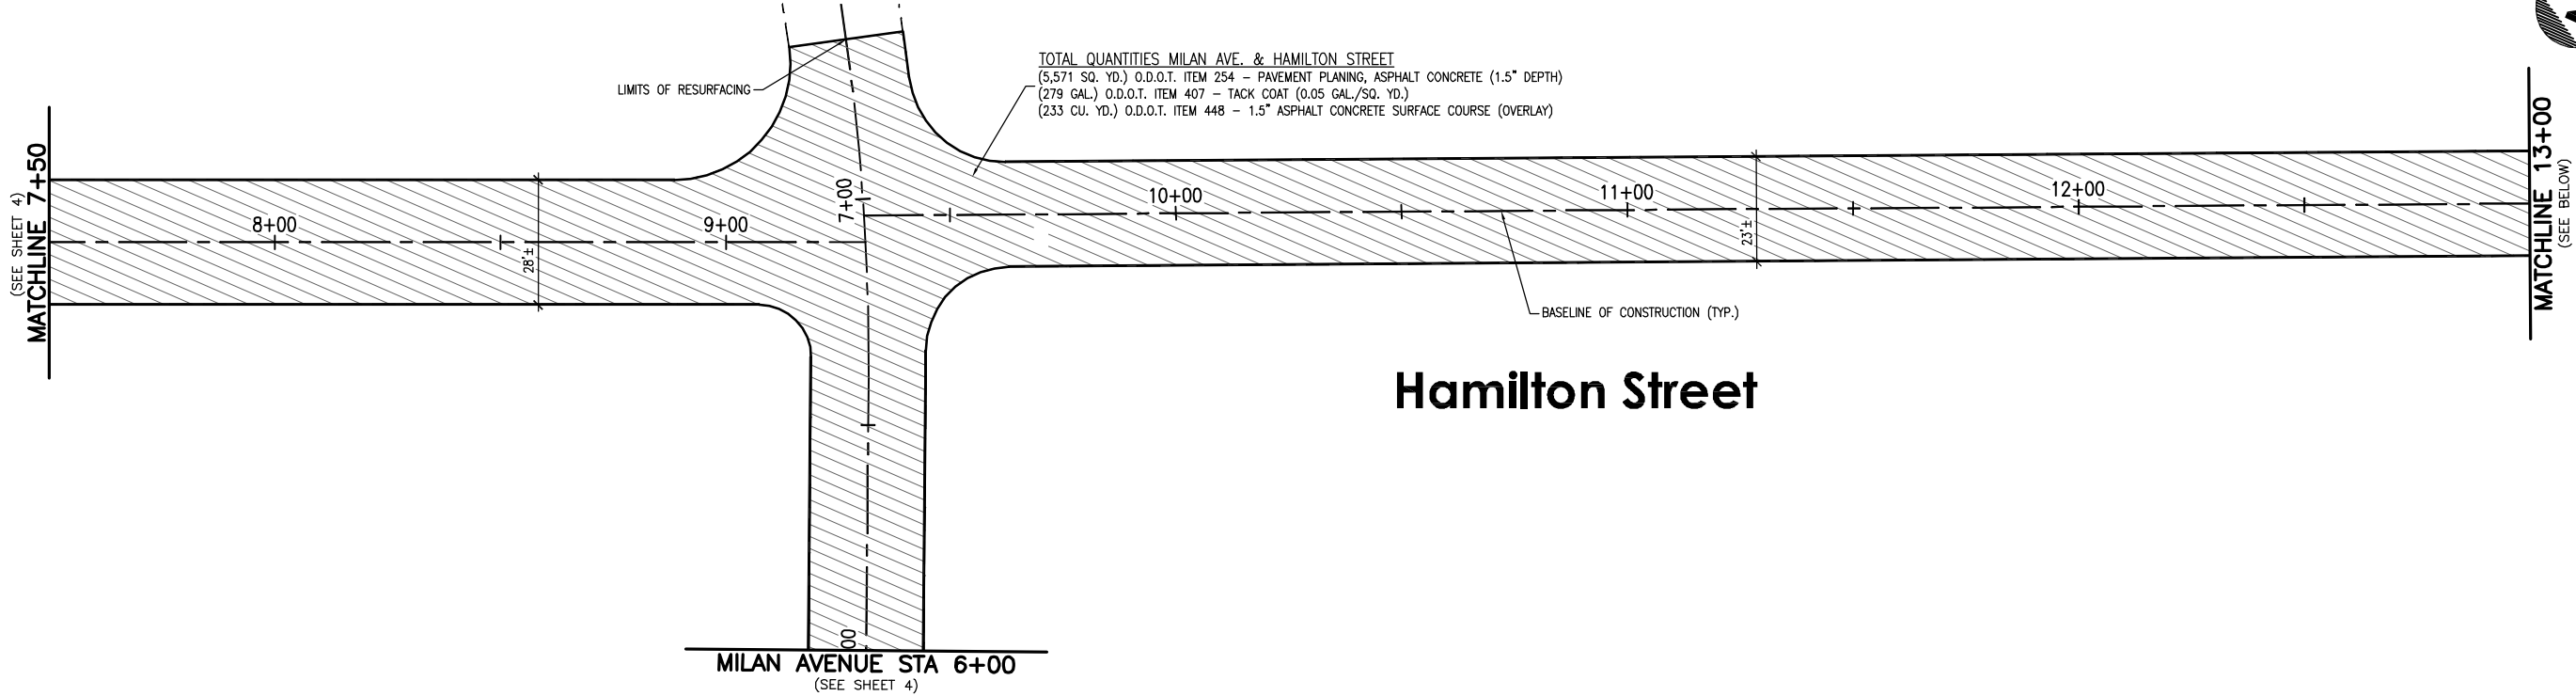 TOTAL QUANTITIES MILAN AVE. & HAMILTON STREET
(5,571 SQ. YD.) O.D.O.T. ITEM 254 - PAVEMENT PLANING, ASPHALT CONCRETE (1.5" DEPTH)
(279 GAL.) O.D.O.T. ITEM 407 - TACK COAT (0.05 GAL./SQ. YD.)
(233 CU. YD.) O.D.O.T. ITEM 448 - 1.5" ASPHALT CONCRETE SURFACE COURSE (OVERLAY)
LIMITS OF RESURFACING
MATCHLINE 7+50
(SEE SHEET 4)
8+00
28'±
9+00
7+00
10+00
11+00
23'±
12+00
MATCHLINE 13+00
(SEE BELOW)
BASELINE OF CONSTRUCTION (TYP.)
Hamilton Street
00
MILAN AVENUE STA 6+00
(SEE SHEET 4)